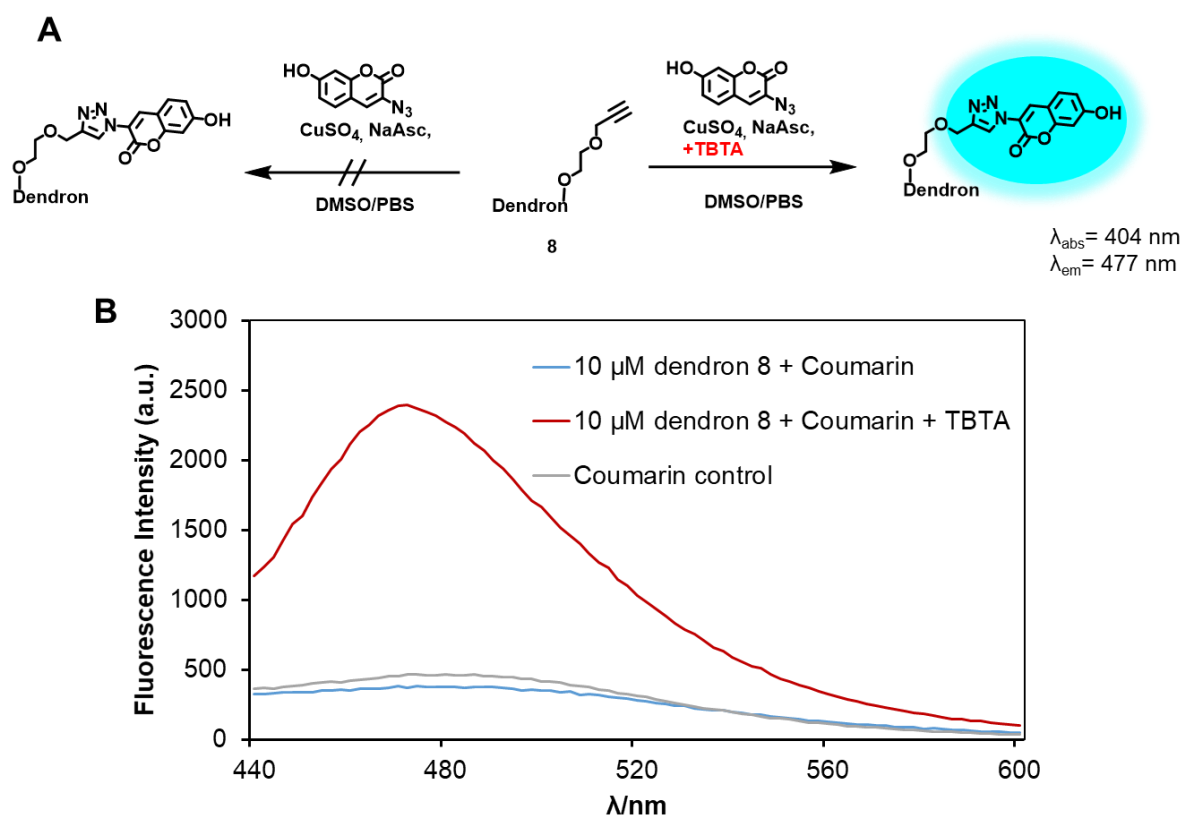 A
HO
O
O
N₃
CuSO₄, NaAsc,
DMSO/PBS
N
N
N
O
O
O
O
OH
Dendron
O
O
Dendron
8
HO
O
O
N₃
CuSO₄, NaAsc,
+TBTA
DMSO/PBS
N
N
N
O
O
O
O
OH
Dendron
λabs= 404 nm
λem= 477 nm
B
Fluorescence Intensity (a.u.)
3000
2500
2000
1500
1000
500
0
10 µM dendron 8 + Coumarin
10 µM dendron 8 + Coumarin + TBTA
Coumarin control
440
480
520
560
600
λ/nm